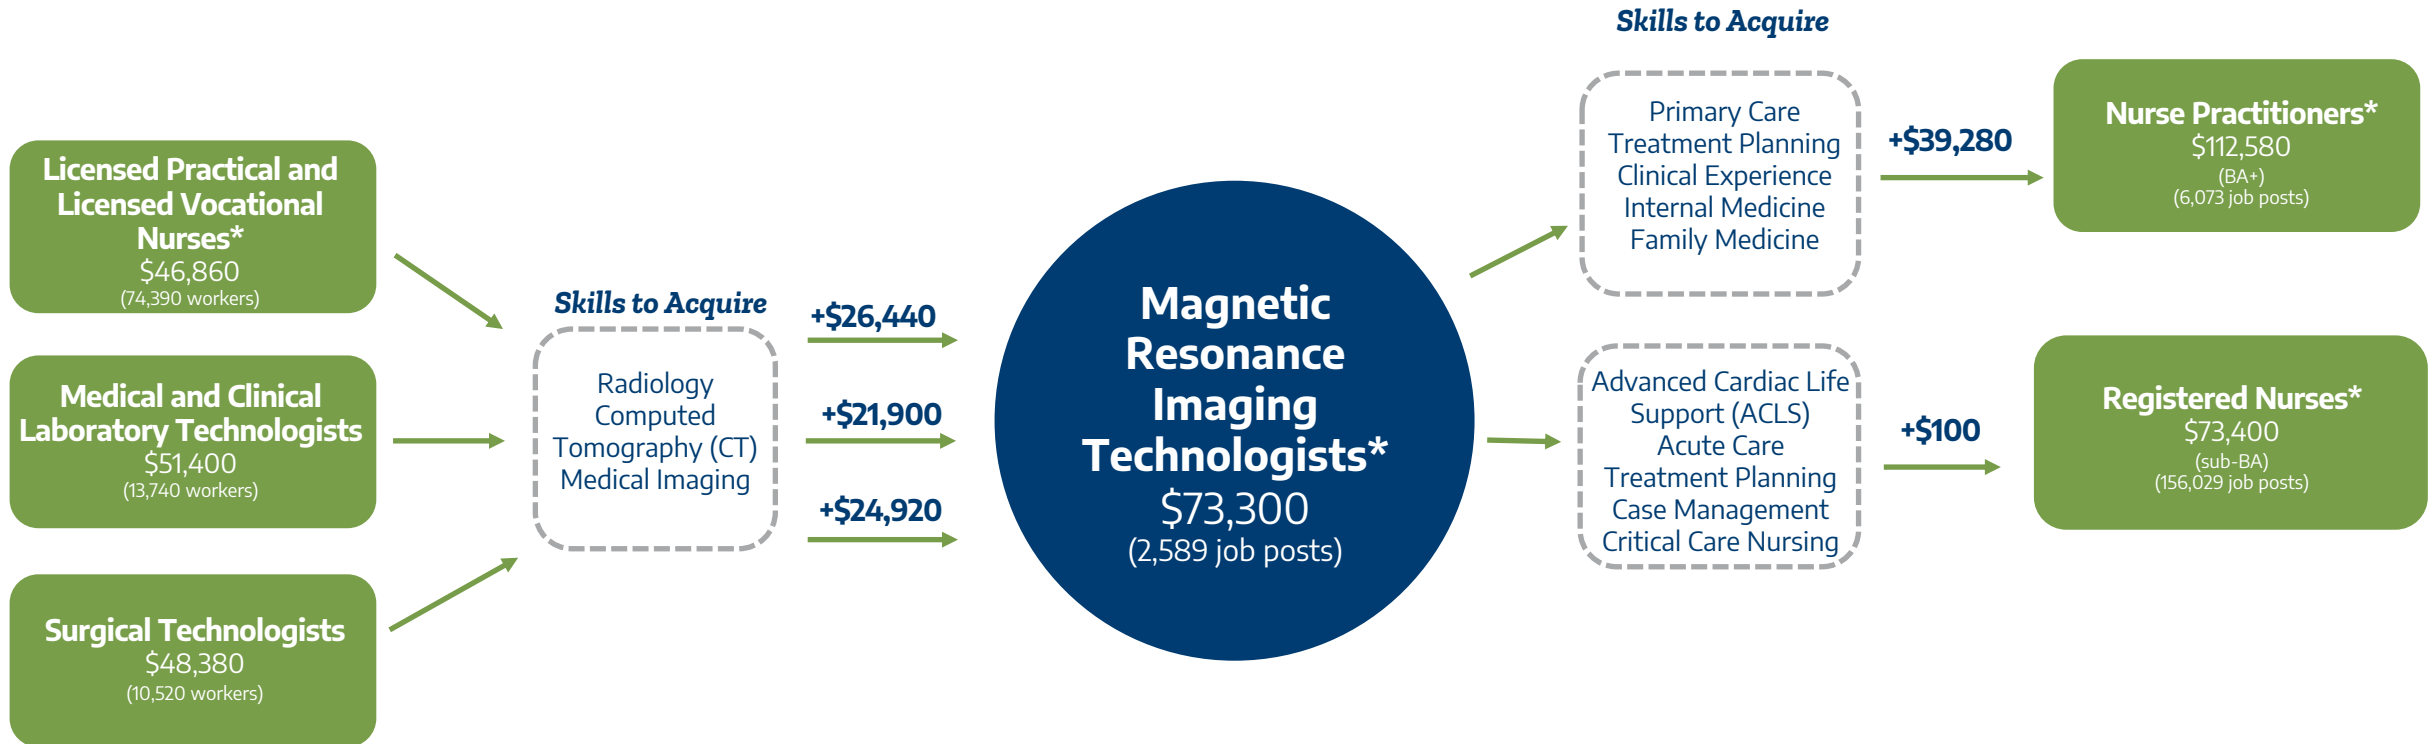 Licensed Practical and
Licensed Vocational
Nurses*
$46,860
(74,390 workers)
Medical and Clinical
Laboratory Technologists
$51,400
(13,740 workers)
Surgical Technologists
$48,380
(10,520 workers)
Skills to Acquire
Radiology
Computed
Tomography (CT)
Medical Imaging
+$26,440
+$21,900
+$24,920
Magnetic
Resonance
Imaging
Technologists*
$73,300
(2,589 job posts)
Skills to Acquire
Primary Care
Treatment Planning
Clinical Experience
Internal Medicine
Family Medicine
+$39,280
Nurse Practitioners*
$112,580
(BA+)
(6,073 job posts)
Advanced Cardiac Life
Support (ACLS)
Acute Care
Treatment Planning
Case Management
Critical Care Nursing
+$100
Registered Nurses*
$73,400
(sub-BA)
(156,029 job posts)